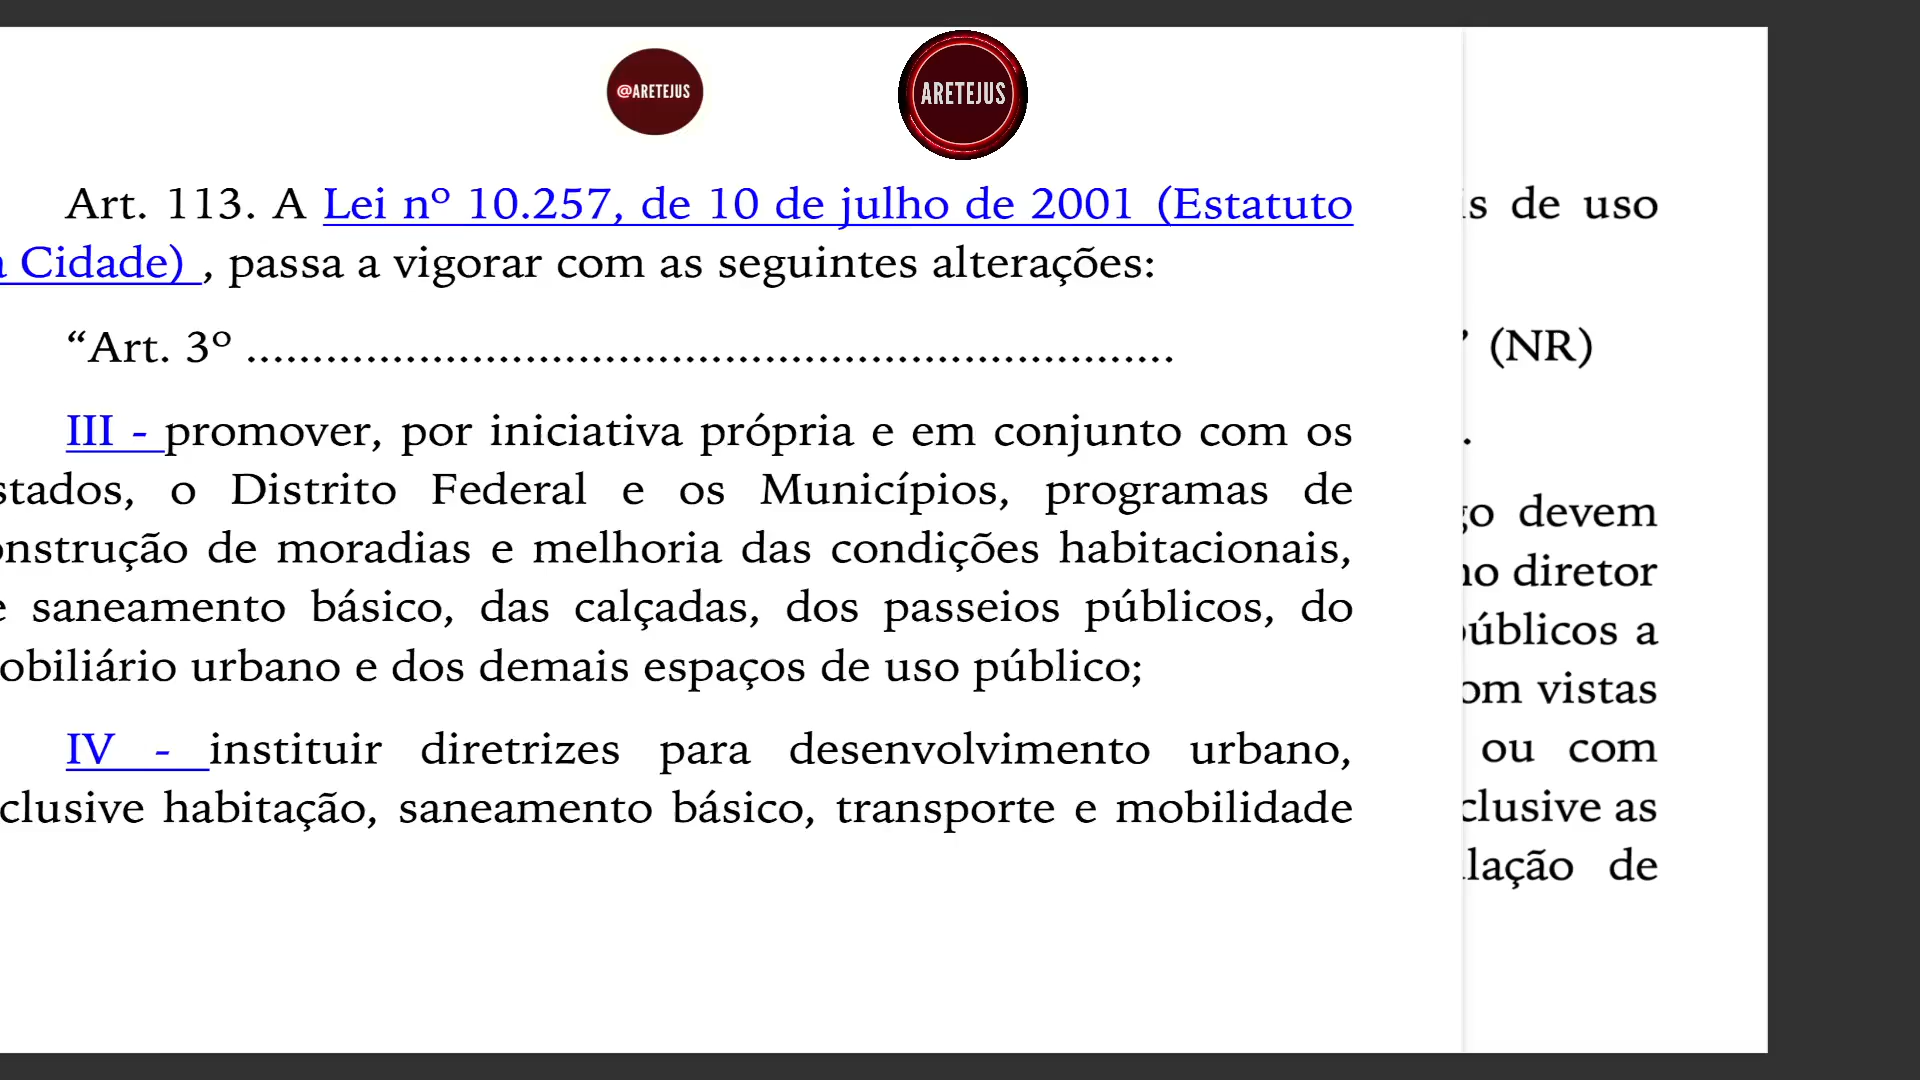 @ARETEJUS
ARETEJUS
Art. 113. A Lei nº 10.257, de 10 de julho de 2001 (Estatuto
Cidade) , passa a vigorar com as seguintes alterações:
“Art. 3º ......................................................................
III - promover, por iniciativa própria e em conjunto com os
stados, o Distrito Federal e os Municípios, programas de
onstrução de moradias e melhoria das condições habitacionais,
saneamento básico, das calçadas, dos passeios públicos, do
obiliário urbano e dos demais espaços de uso público;
IV - instituir diretrizes para desenvolvimento urbano,
clusive habitação, saneamento básico, transporte e mobilidade
s de uso
” (NR)
.
o devem
o diretor
úblicos a
om vistas
ou com
clusive as
lação de